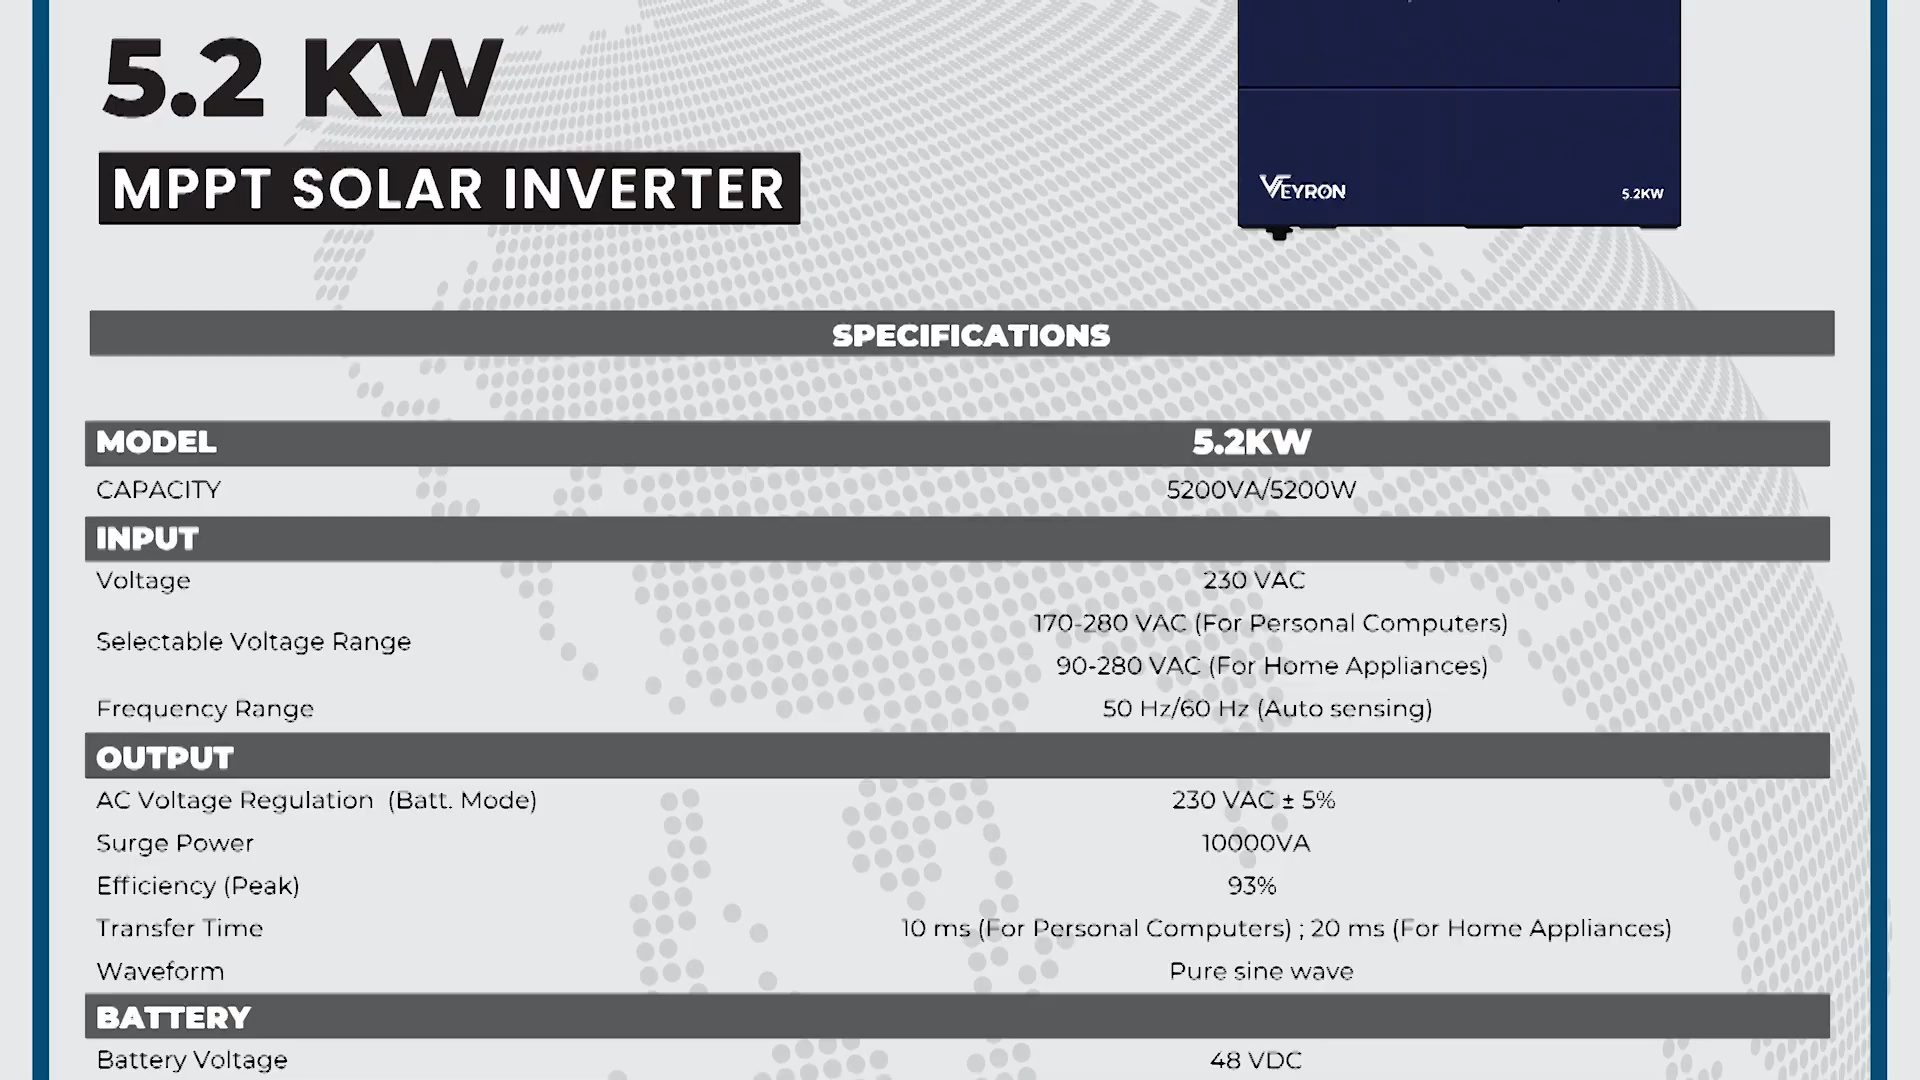 5.2 KW
MPPT SOLAR INVERTER
VEYRON 5.2KW
SPECIFICATIONS
MODEL 5.2KW
CAPACITY 5200VA/5200W
INPUT
Voltage 230 VAC
Selectable Voltage Range 170-280 VAC (For Personal Computers)
90-280 VAC (For Home Appliances)
Frequency Range 50 Hz/60 Hz (Auto sensing)
OUTPUT
AC Voltage Regulation (Batt. Mode) 230 VAC ± 5%
Surge Power 10000VA
Efficiency (Peak) 93%
Transfer Time 10 ms (For Personal Computers) ; 20 ms (For Home Appliances)
Waveform Pure sine wave
BATTERY
Battery Voltage 48 VDC